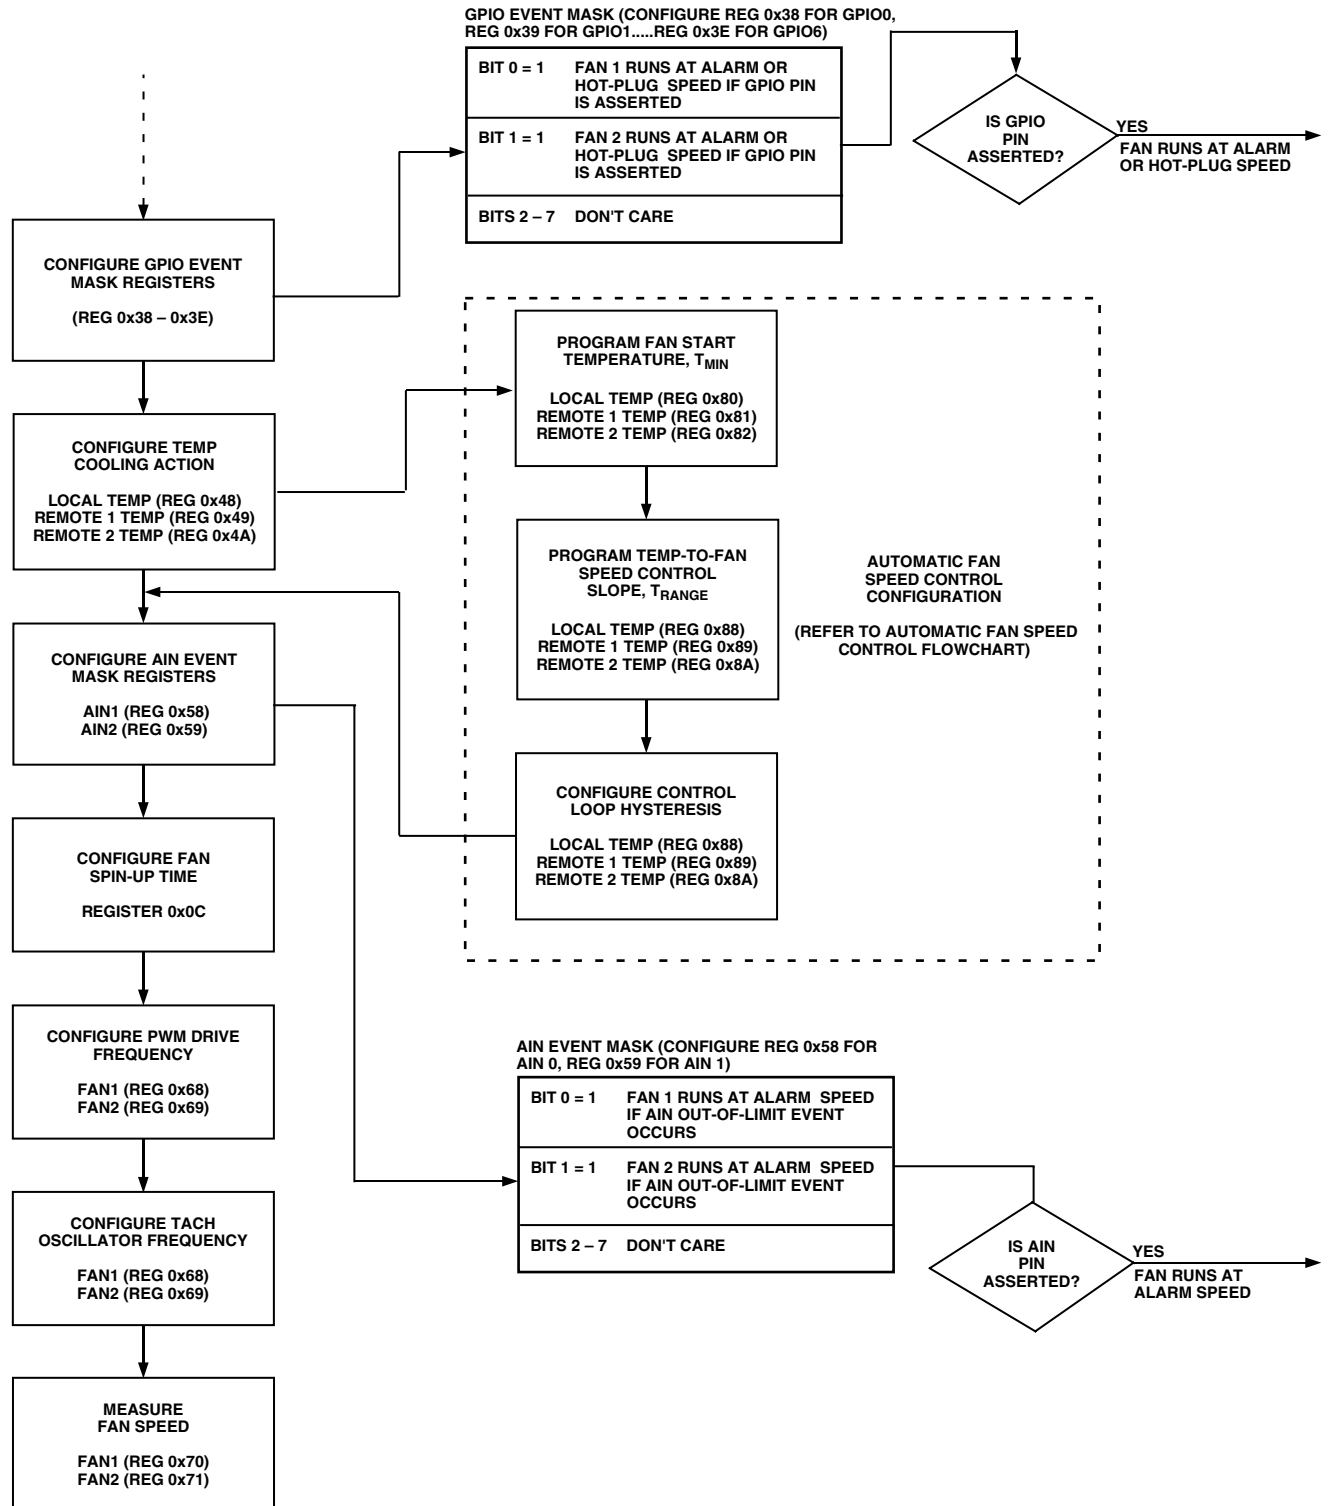 GPIO EVENT MASK (CONFIGURE REG 0x38 FOR GPIO0,
REG 0x39 FOR GPIO1.....REG 0x3E FOR GPIO6)
BIT 0 = 1 FAN 1 RUNS AT ALARM OR
HOT-PLUG SPEED IF GPIO PIN
IS ASSERTED
BIT 1 = 1 FAN 2 RUNS AT ALARM OR
HOT-PLUG SPEED IF GPIO PIN
IS ASSERTED
BITS 2 – 7 DON'T CARE
IS GPIO
PIN
ASSERTED?
YES
FAN RUNS AT ALARM
OR HOT-PLUG SPEED
CONFIGURE GPIO EVENT
MASK REGISTERS
(REG 0x38 – 0x3E)
CONFIGURE TEMP
COOLING ACTION
LOCAL TEMP (REG 0x48)
REMOTE 1 TEMP (REG 0x49)
REMOTE 2 TEMP (REG 0x4A)
PROGRAM FAN START
TEMPERATURE, TMIN
LOCAL TEMP (REG 0x80)
REMOTE 1 TEMP (REG 0x81)
REMOTE 2 TEMP (REG 0x82)
PROGRAM TEMP-TO-FAN
SPEED CONTROL
SLOPE, TRANGE
LOCAL TEMP (REG 0x88)
REMOTE 1 TEMP (REG 0x89)
REMOTE 2 TEMP (REG 0x8A)
AUTOMATIC FAN
SPEED CONTROL
CONFIGURATION
(REFER TO AUTOMATIC FAN SPEED
CONTROL FLOWCHART)
CONFIGURE CONTROL
LOOP HYSTERESIS
LOCAL TEMP (REG 0x88)
REMOTE 1 TEMP (REG 0x89)
REMOTE 2 TEMP (REG 0x8A)
CONFIGURE AIN EVENT
MASK REGISTERS
AIN1 (REG 0x58)
AIN2 (REG 0x59)
CONFIGURE FAN
SPIN-UP TIME
REGISTER 0x0C
CONFIGURE PWM DRIVE
FREQUENCY
FAN1 (REG 0x68)
FAN2 (REG 0x69)
AIN EVENT MASK (CONFIGURE REG 0x58 FOR
AIN 0, REG 0x59 FOR AIN 1)
BIT 0 = 1 FAN 1 RUNS AT ALARM SPEED
IF AIN OUT-OF-LIMIT EVENT
OCCURS
BIT 1 = 1 FAN 2 RUNS AT ALARM SPEED
IF AIN OUT-OF-LIMIT EVENT
OCCURS
BITS 2 – 7 DON'T CARE
IS AIN
PIN
ASSERTED?
YES
FAN RUNS AT
ALARM SPEED
CONFIGURE TACH
OSCILLATOR FREQUENCY
FAN1 (REG 0x68)
FAN2 (REG 0x69)
MEASURE
FAN SPEED
FAN1 (REG 0x70)
FAN2 (REG 0x71)